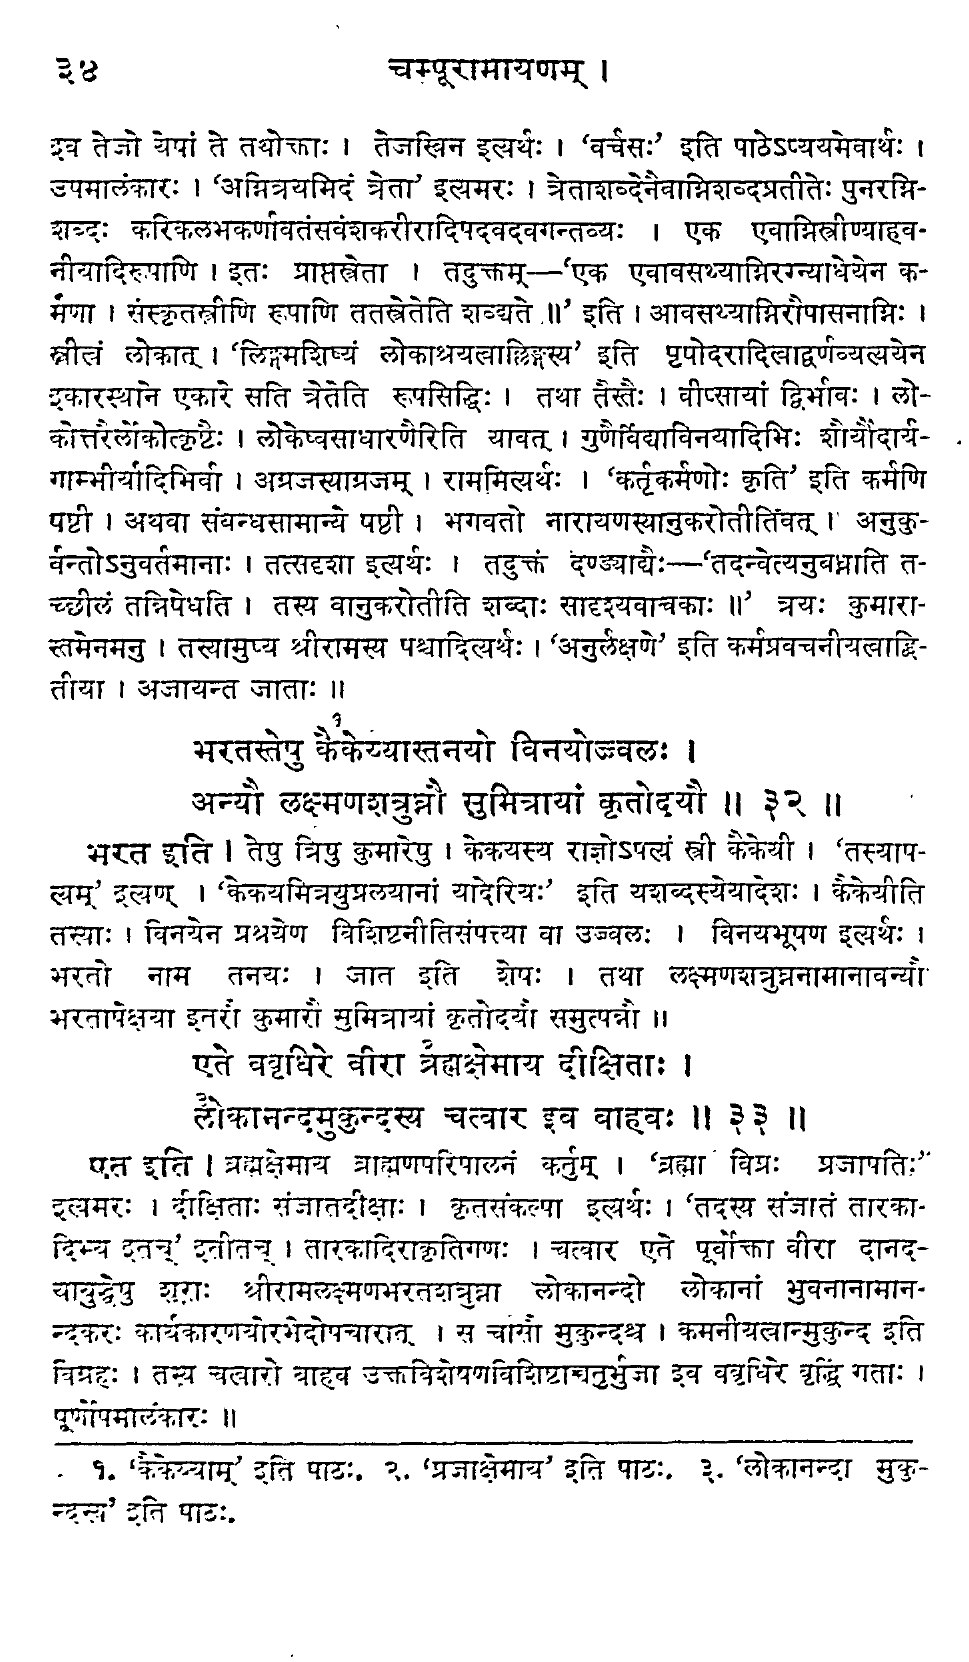 ३४ चम्पूरामायणम् ।
इव तेजो येषां ते तथोक्ताः । तेजस्विन इत्यर्थः । ‘वर्चसः’ इति पाठेऽप्ययमेवार्थः ।
उपमालंकारः । ‘अग्नित्रयमिदं त्रेता’ इत्यमरः । त्रेताशब्देनैवाग्निशब्दप्रतीतेः पुनरग्नि-
शब्दः करिकलभकर्णावतंसवंशकरीरादिपदवदवगन्तव्यः । एक एवाग्निस्त्रीण्याहव-
नीयादिरूपाणि । इतः प्राप्तस्त्रेता । तदुक्तम्—‘एक एवावसथ्याग्निरग्न्याधेयेन क-
र्मणा । संस्कृतस्त्रीणि रूपाणि ततस्त्रेतेति शब्द्यते ॥’ इति । आवसथ्याग्निरौपासनाग्निः ।
स्त्रीत्वं लोकात् । ‘लिङ्गमशिष्यं लोकाश्रयत्वाल्लिङ्गस्य’ इति पृषोदरादित्वाद्वर्णव्यत्ययेन
इकारस्थाने एकारे सति त्रेतेति रूपसिद्धिः । तथा तैस्तैः । वीप्सायां द्विर्भावः । लो-
कोत्तरैर्लोकोत्कृष्टैः । लोकेष्वसाधारणैरिति यावत् । गुणैर्विद्याविनयादिभिः शौर्यौदार्य-
गाम्भीर्यादिभिर्वा । अग्रजस्याग्रजम् । राममित्यर्थः । ‘कर्तृकर्मणोः कृति’ इति कर्मणि
षष्ठी । अथवा संबन्धसामान्ये षष्ठी । भगवतो नारायणस्यानुकरोतीतिवत् । अनुकु-
र्वन्तोऽनुवर्तमानाः । तत्सदृशा इत्यर्थः । तदुक्तं दण्ड्याद्यैः—‘तदन्वेत्यनुबध्नाति त-
च्छीलं तन्निषेधति । तस्य वानुकरोतीति शब्दाः सादृश्यवाचकाः ॥’ त्रयः कुमारा-
स्तमेनमनु । तस्यामुष्य श्रीरामस्य पश्चादित्यर्थः । ‘अनुर्लक्षणे’ इति कर्मप्रवचनीयत्वाद्द्वि-
तीया । अजायन्त जाताः ॥
भरतस्तेषु कै१केय्यास्तनयो विनयोज्ज्वलः ।
अन्यौ लक्ष्मणशत्रुघ्नौ सुमित्रायां कृतोदयौ ॥ ३२ ॥
भरत इति । तेषु त्रिषु कुमारेषु । केकयस्य राज्ञोऽपत्यं स्त्री कैकेयी । ‘तस्याप-
त्यम्’ इत्यण् । ‘केकयमित्रयुप्रलयानां यादेरियः’ इति यशब्दस्येयादेशः । कैकेयीति
तस्याः । विनयेन प्रश्रयेण विशिष्टनीतिसंपत्त्या वा उज्वलः । विनयभूषण इत्यर्थः ।
भरतो नाम तनयः । जात इति शेषः । तथा लक्ष्मणशत्रुघ्ननामानावन्यौ
भरतापेक्षया इतरौ कुमारौ सुमित्रायां कृतोदयौ समुत्पन्नौ ॥
एते ववृधिरे वीरा २ब्रह्मक्षेमाय दीक्षिताः ।
३लोकानन्दमुकुन्दस्य चत्वार इव बाहवः ॥ ३३ ॥
एत इति । ब्रह्मक्षेमाय ब्राह्मणपरिपालनं कर्तुम् । ‘ब्रह्मा विप्रः प्रजापतिः’
इत्यमरः । दीक्षिताः संजातदीक्षाः । कृतसंकल्पा इत्यर्थः । ‘तदस्य संजातं तारका-
दिभ्य इतच्’ इतीतच् । तारकादिराकृतिगणः । चत्वार एते पूर्वोक्ता वीरा दानद-
यायुद्धेषु शूराः श्रीरामलक्ष्मणभरतशत्रुघ्ना लोकानन्दो लोकानां भुवनानामान-
न्दकरः कार्यकारणयोरभेदोपचारात् । स चासौ मुकुन्दश्च । कमनीयत्वान्मुकुन्द इति
विग्रहः । तस्य चत्वारो बाहव उक्तविशेषणविशिष्टाश्चतुर्भुजा इव ववृधिरे वृद्धिं गताः ।
पूर्णोपमालंकारः ॥
१. ‘कैकेय्याम्’ इति पाठः. २. ‘प्रजाक्षेमाय’ इति पाठः. ३. ‘लोकानन्दा मुकु-
न्दस्य’ इति पाठः.